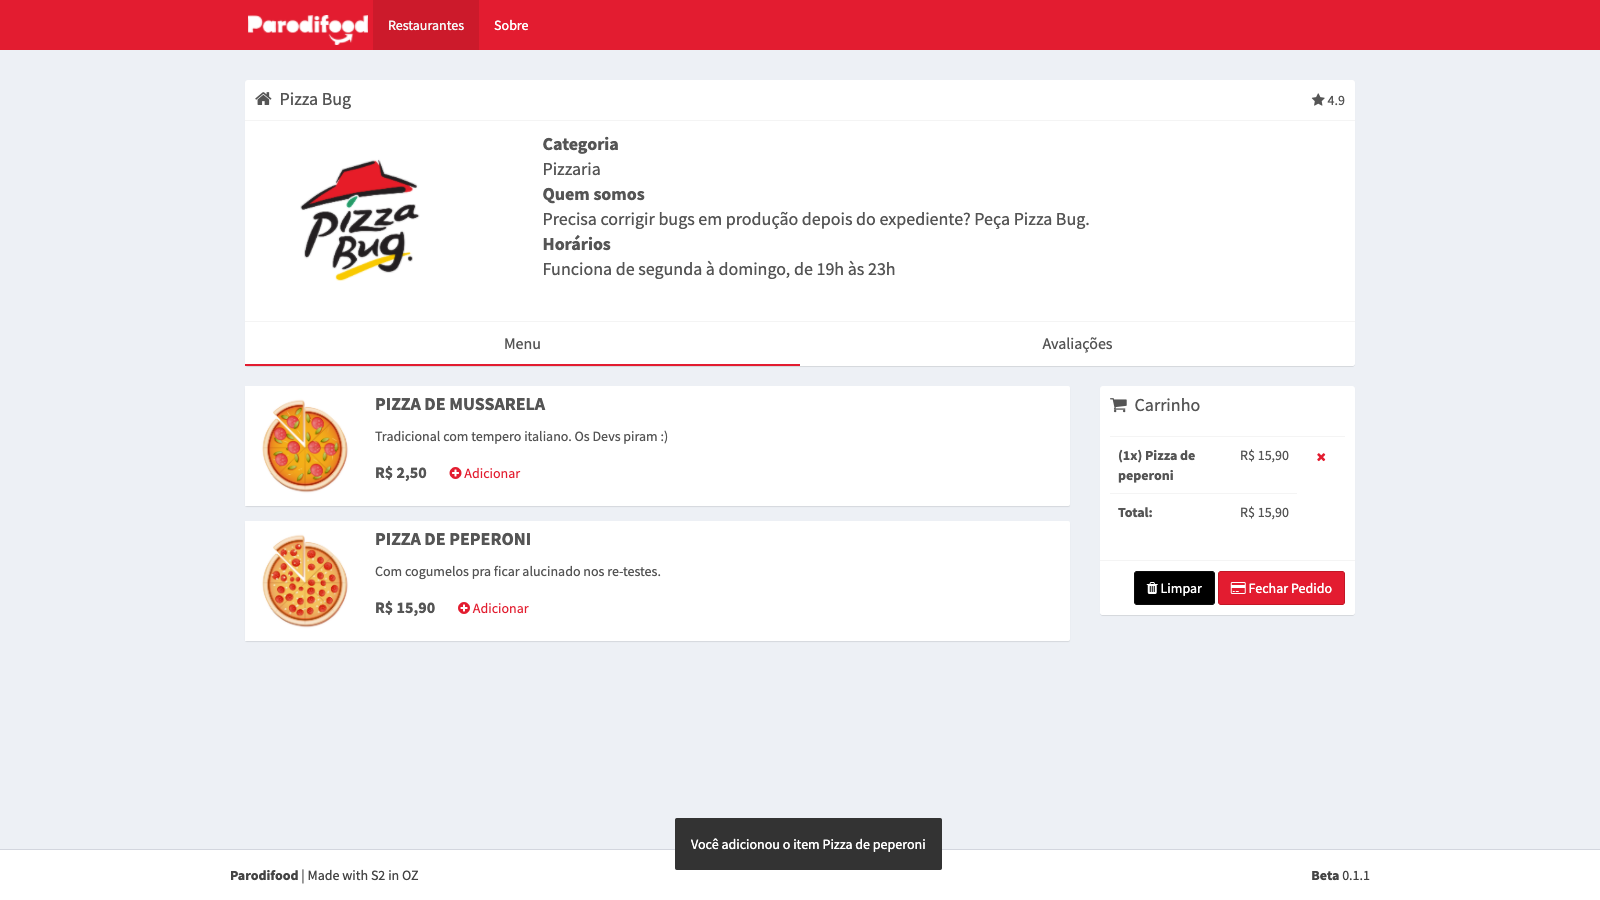 Parodifood
Restaurantes
Sobre
Pizza Bug
4.9
Pizza
Bug.
Categoria
Pizzaria
Quem somos
Precisa corrigir bugs em produção depois do expediente? Peça Pizza Bug.
Horários
Funciona de segunda à domingo, de 19h às 23h
Menu
Avaliações
PIZZA DE MUSSARELA
Tradicional com tempero italiano. Os Devs piram :)
R$ 2,50
Adicionar
PIZZA DE PEPERONI
Com cogumelos pra ficar alucinado nos re-testes.
R$ 15,90
Adicionar
Carrinho
(1x) Pizza de
peperoni
R$ 15,90
Total:
R$ 15,90
Limpar
Fechar Pedido
Você adicionou o item Pizza de peperoni
Parodifood | Made with S2 in OZ
Beta 0.1.1